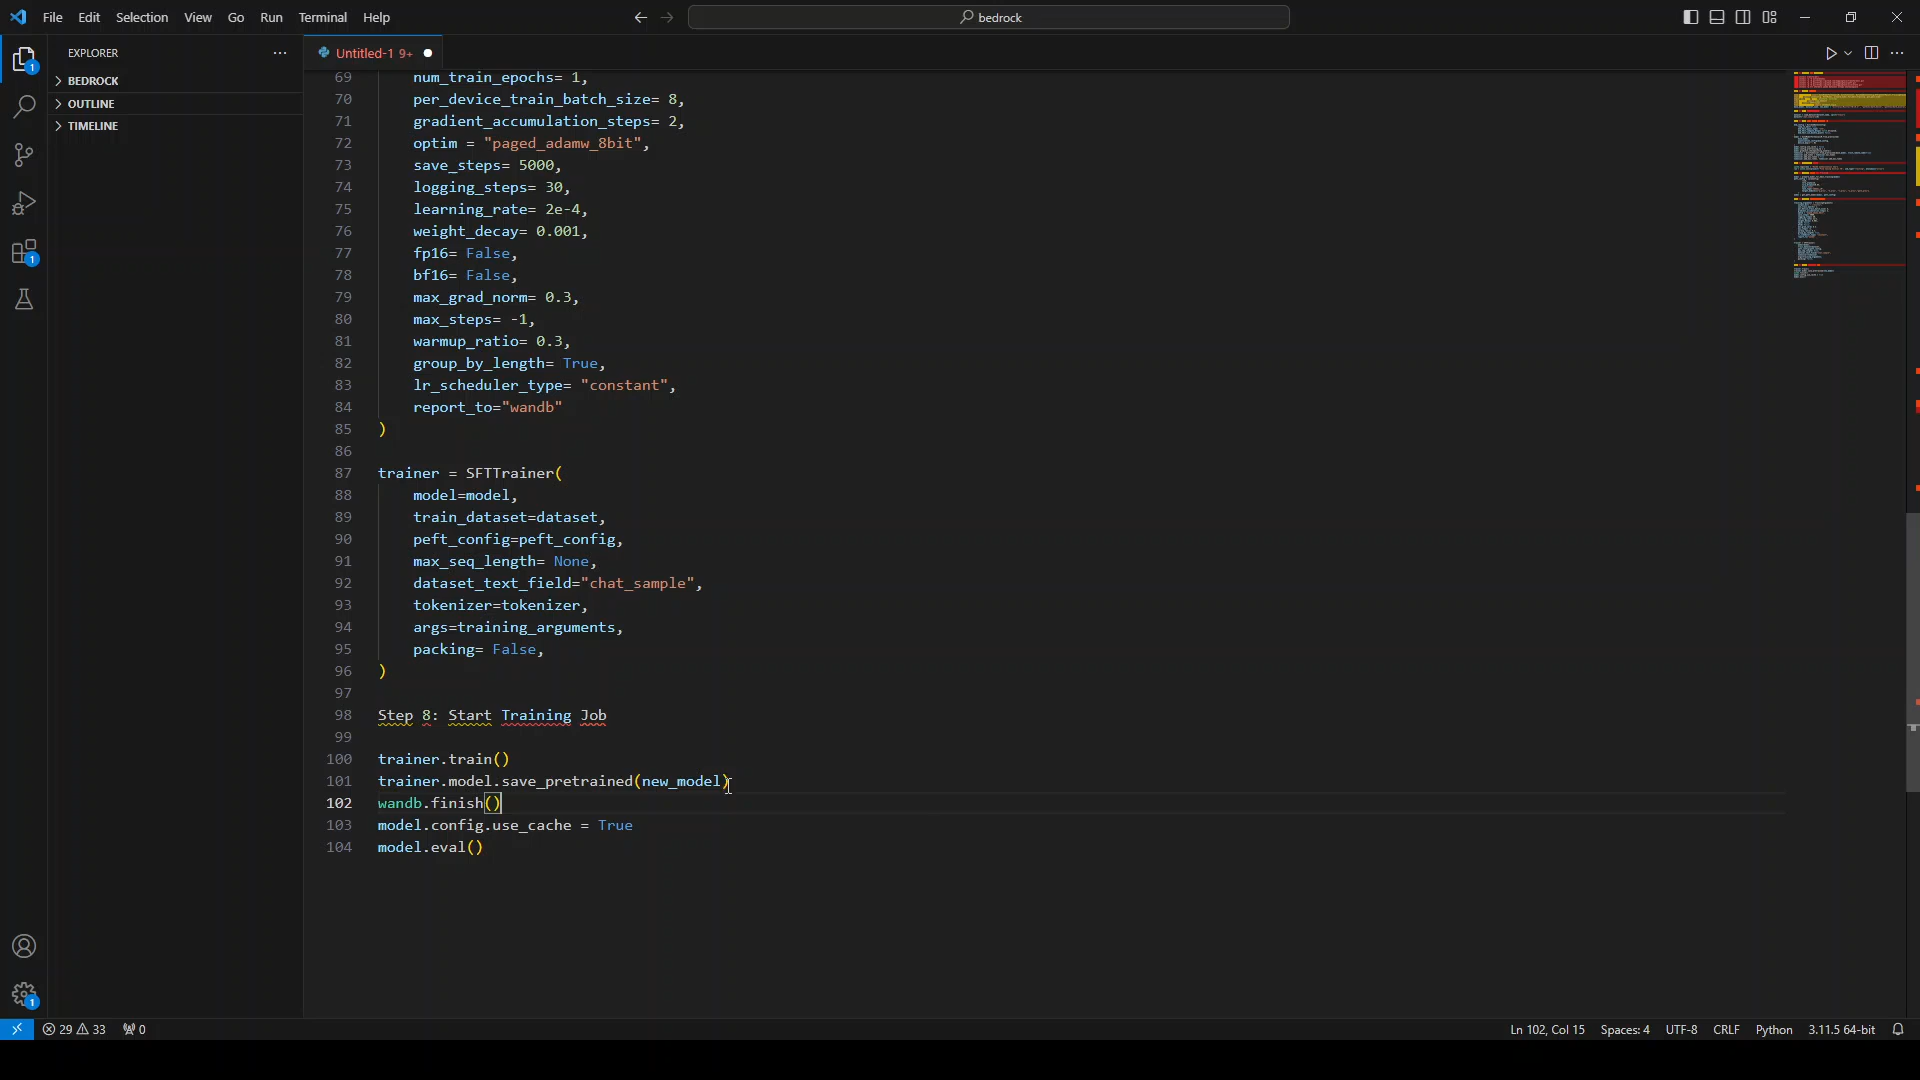 File Edit Selection View Go Run Terminal Help
bedrock
EXPLORER
BEDROCK
OUTLINE
TIMELINE
Untitled-1 9+
69 num_train_epochs= 1,
70 per_device_train_batch_size= 8,
71 gradient_accumulation_steps= 2,
72 optim = "paged_adamw_8bit",
73 save_steps= 5000,
74 logging_steps= 30,
75 learning_rate= 2e-4,
76 weight_decay= 0.001,
77 fp16= False,
78 bf16= False,
79 max_grad_norm= 0.3,
80 max_steps= -1,
81 warmup_ratio= 0.3,
82 group_by_length= True,
83 lr_scheduler_type= "constant",
84 report_to="wandb"
85 )
86
87 trainer = SFTTrainer(
88 model=model,
89 train_dataset=dataset,
90 peft_config=peft_config,
91 max_seq_length= None,
92 dataset_text_field="chat_sample",
93 tokenizer=tokenizer,
94 args=training_arguments,
95 packing= False,
96 )
97
98 Step 8: Start Training Job
99
100 trainer.train()
101 trainer.model.save_pretrained(new_model)
102 wandb.finish()
103 model.config.use_cache = True
104 model.eval()
1
1
1
29 33 0
Ln 102, Col 15 Spaces: 4 UTF-8 CRLF Python 3.11.5 64-bit